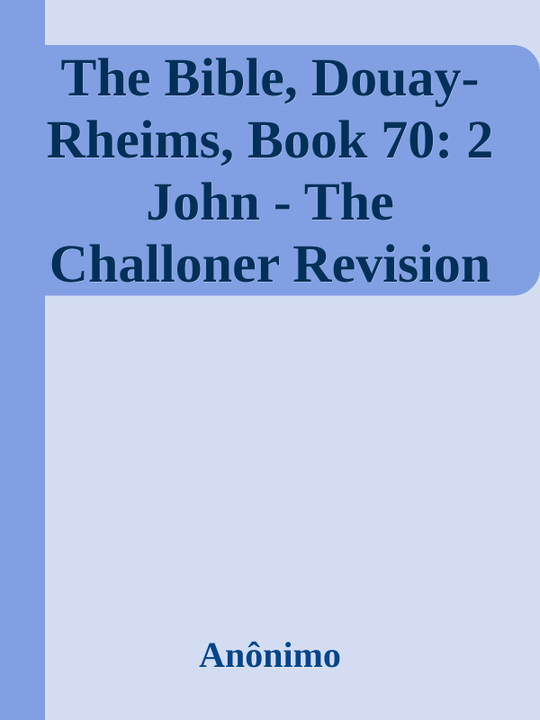 The Bible, Douay-
Rheims, Book 70: 2
John - The
Challoner Revision
Anônimo